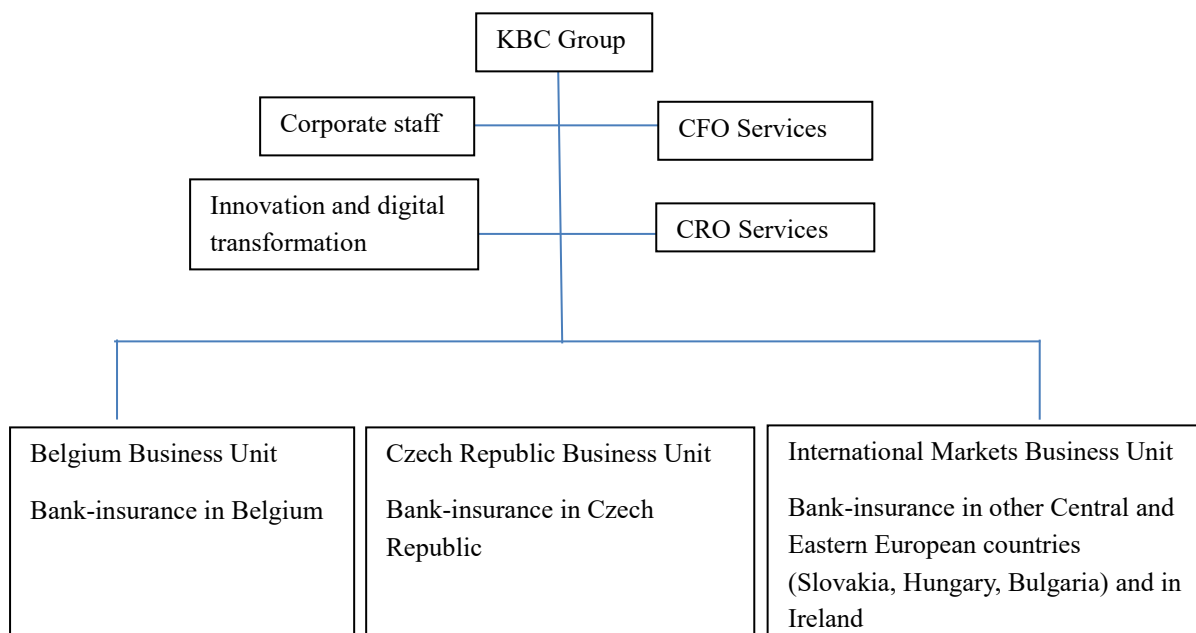 KBC Group
Corporate staff
CFO Services
Innovation and digital
transformation
CRO Services
Belgium Business Unit
Bank-insurance in Belgium
Czech Republic Business Unit
Bank-insurance in Czech
Republic
International Markets Business Unit
Bank-insurance in other Central and
Eastern European countries
(Slovakia, Hungary, Bulgaria) and in
Ireland